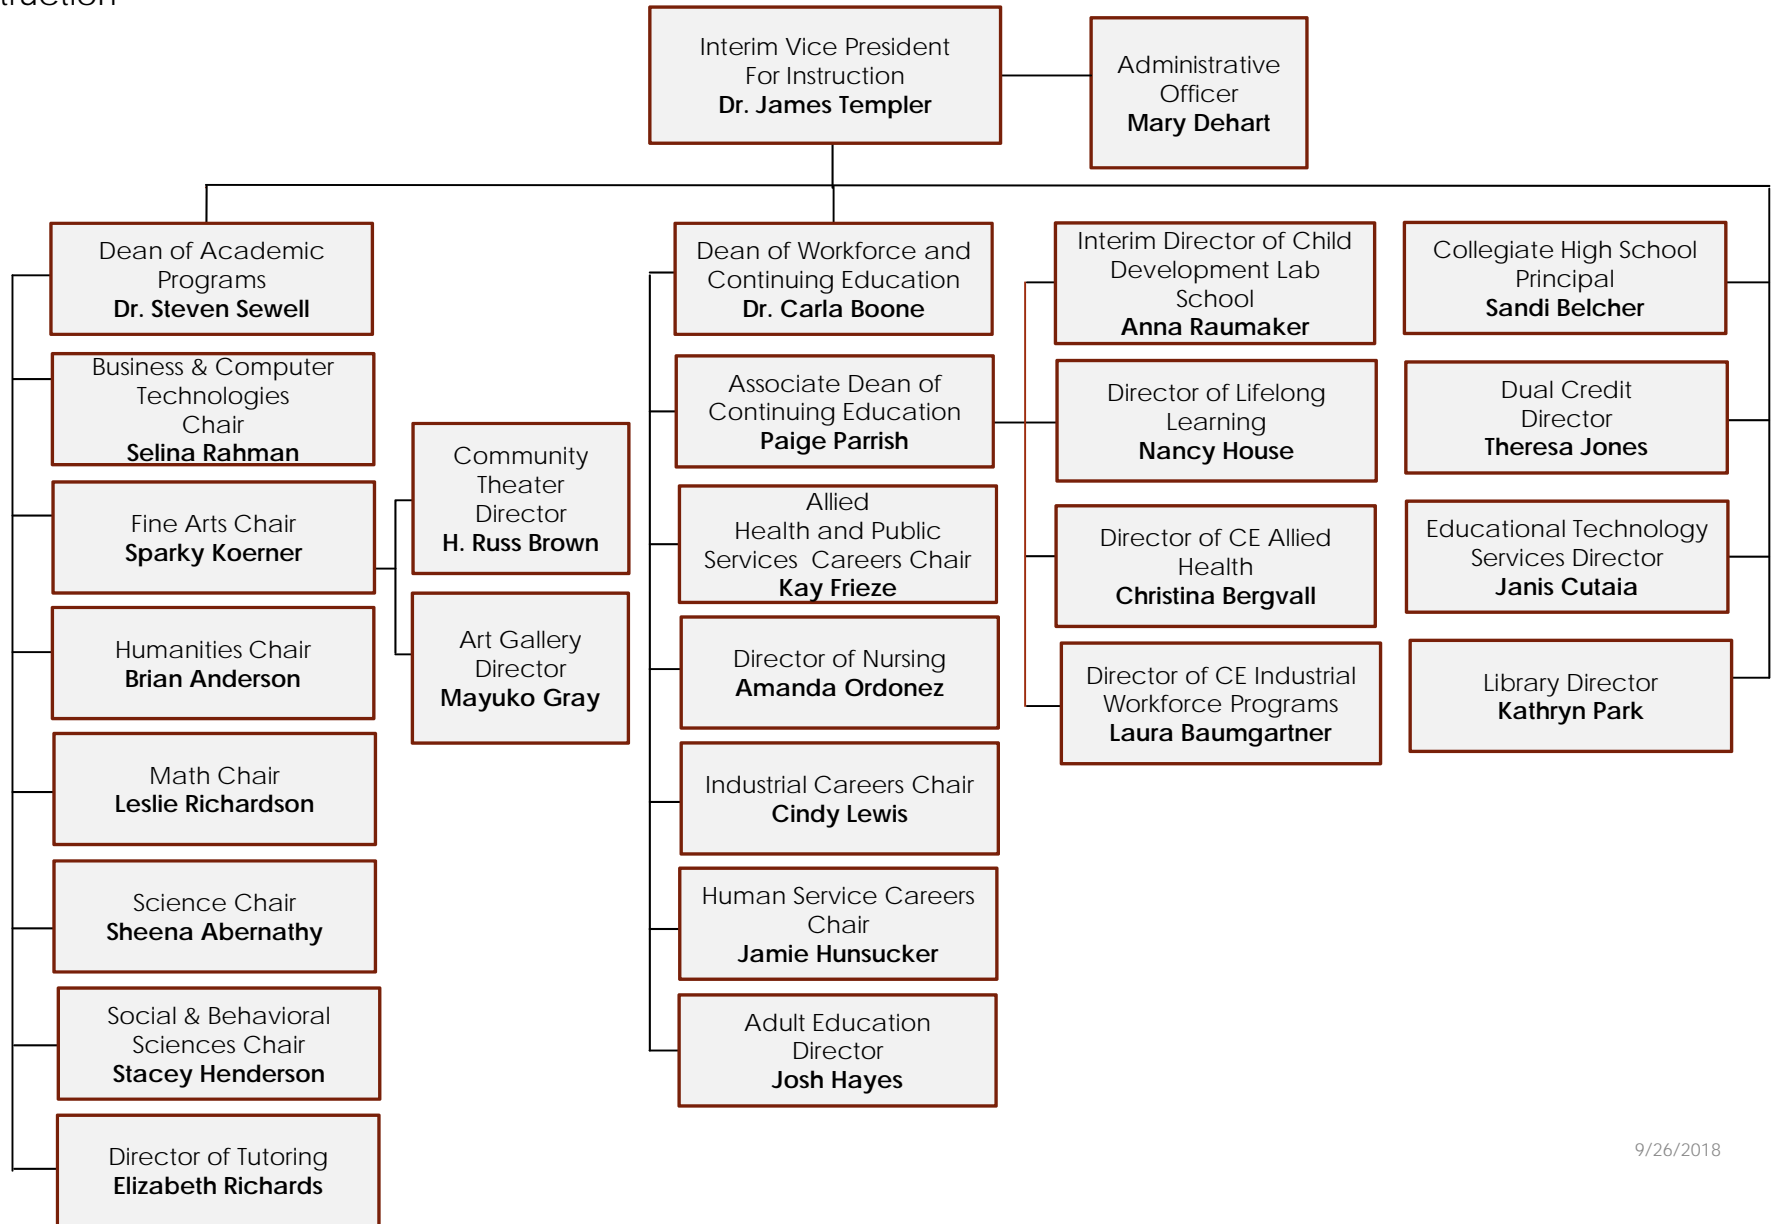 Interim Vice President
For Instruction
Dr. James Templer
Administrative
Officer
Mary Dehart
Dean of Academic
Programs
Dr. Steven Sewell
Business & Computer
Technologies
Chair
Selina Rahman
Fine Arts Chair
Sparky Koerner
Community
Theater
Director
H. Russ Brown
Art Gallery
Director
Mayuko Gray
Humanities Chair
Brian Anderson
Math Chair
Leslie Richardson
Science Chair
Sheena Abernathy
Social & Behavioral
Sciences Chair
Stacey Henderson
Director of Tutoring
Elizabeth Richards
Dean of Workforce and
Continuing Education
Dr. Carla Boone
Associate Dean of
Continuing Education
Paige Parrish
Allied
Health and Public
Services  Careers Chair
Kay Frieze
Director of Nursing
Amanda Ordonez
Industrial Careers Chair
Cindy Lewis
Human Service Careers
Chair
Jamie Hunsucker
Adult Education
Director
Josh Hayes
Interim Director of Child
Development Lab
School
Anna Raumaker
Director of Lifelong
Learning
Nancy House
Director of CE Allied
Health
Christina Bergvall
Director of CE Industrial
Workforce Programs
Laura Baumgartner
Collegiate High School
Principal
Sandi Belcher
Dual Credit
Director
Theresa Jones
Educational Technology
Services Director
Janis Cutaia
Library Director
Kathryn Park
9/26/2018